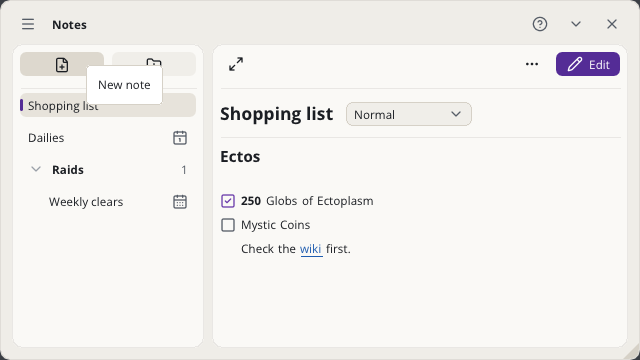 Notes
Edit
New note
Shopping list
Shopping list
Normal
Dailies
Ectos
Raids 1
Weekly clears
250 Globs of Ectoplasm
Mystic Coins
Check the wiki first.